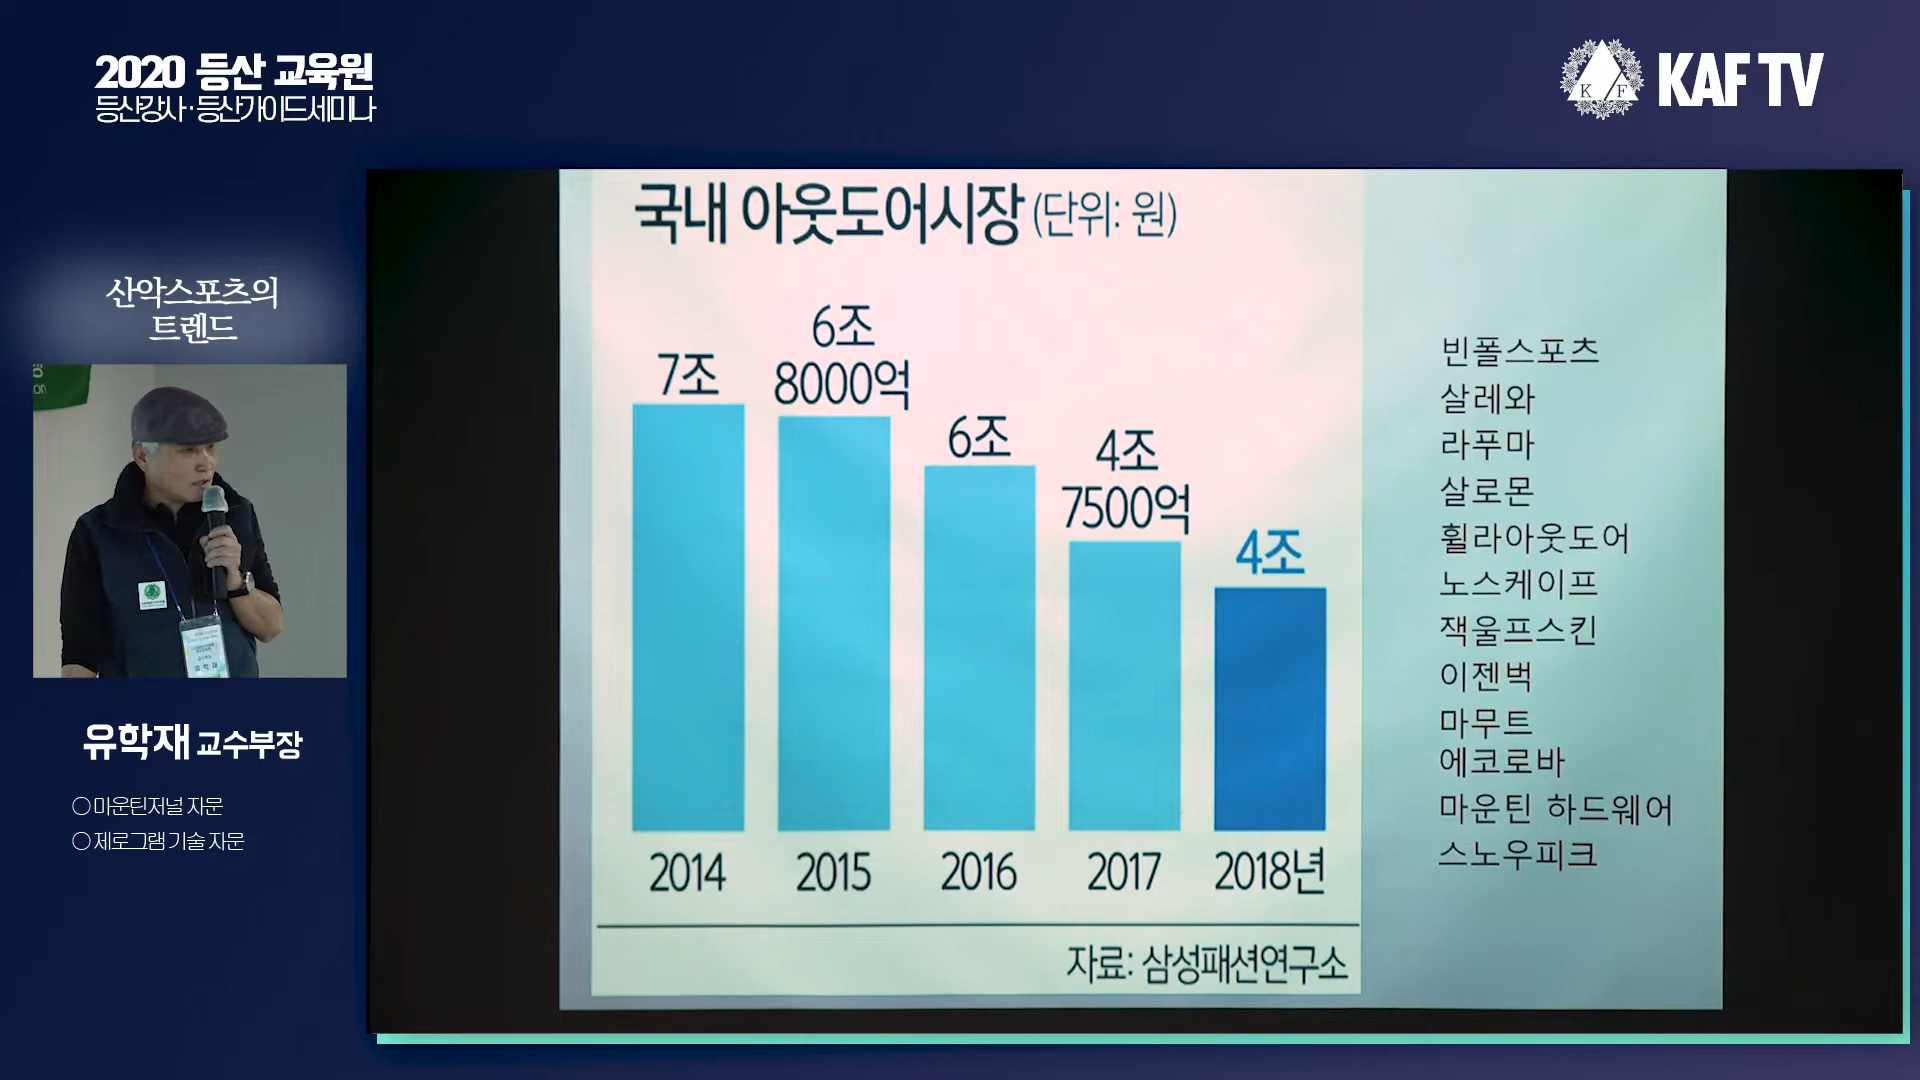 2020 등산 교육원
등산강사·등산가이드세미나
K F
KAF TV
산악스포츠의
트렌드
유학재 교수부장
○ 마운틴저널 자문
○ 제로그램 기술 자문
국내 아웃도어시장 (단위: 원)
7조
6조
8000억
6조
4조
7500억
4조
2014 2015 2016 2017 2018년
자료: 삼성패션연구소
빈폴스포츠
살레와
라푸마
살로몬
휠라아웃도어
노스케이프
잭울프스킨
이젠벅
마무트
에코로바
마운틴 하드웨어
스노우피크